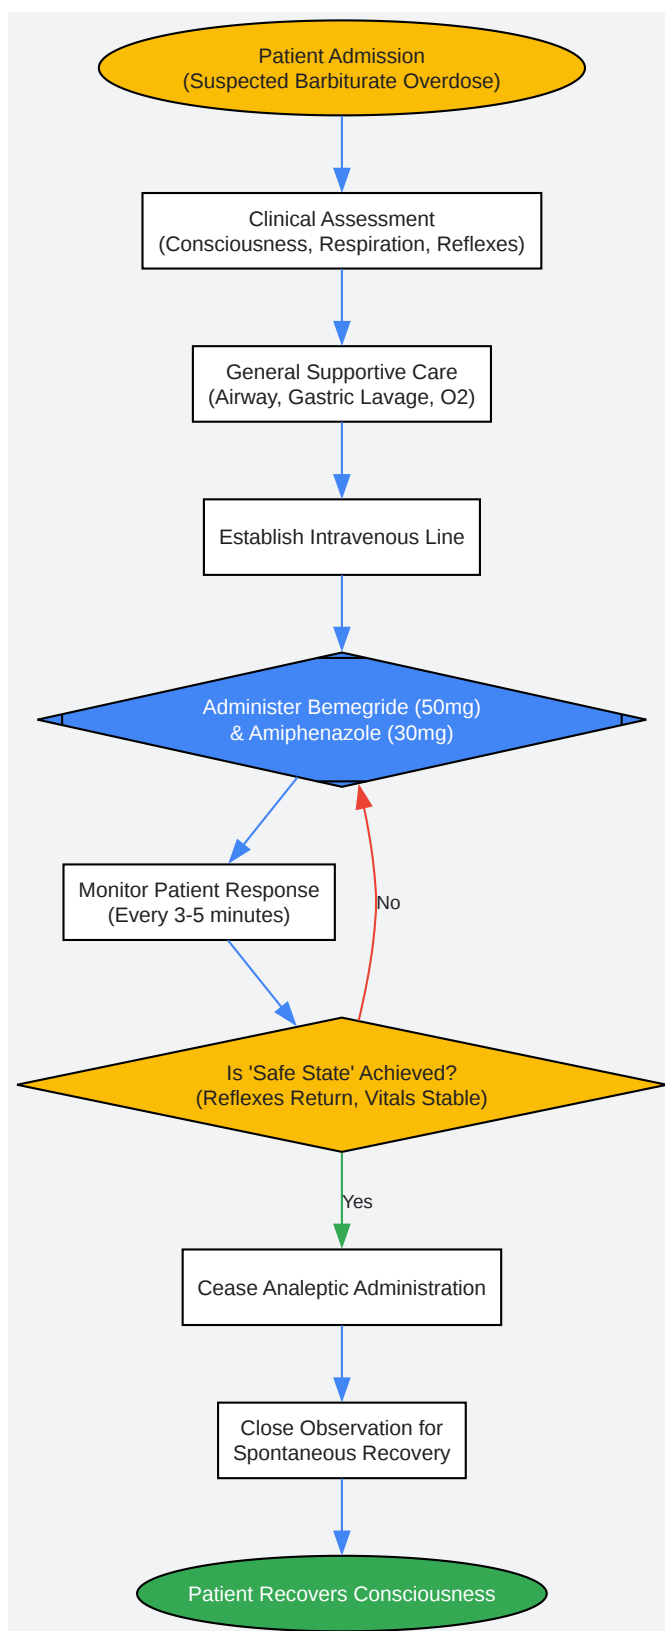 Patient Admission
(Suspected Barbiturate Overdose)
Clinical Assessment
(Consciousness, Respiration, Reflexes)
General Supportive Care
(Airway, Gastric Lavage, O2)
Establish Intravenous Line
Administer Bemegride (50mg)
& Amiphenazole (30mg)
Monitor Patient Response
(Every 3-5 minutes)
No
Is 'Safe State' Achieved?
(Reflexes Return, Vitals Stable)
Yes
Cease Analeptic Administration
Close Observation for
Spontaneous Recovery
Patient Recovers Consciousness